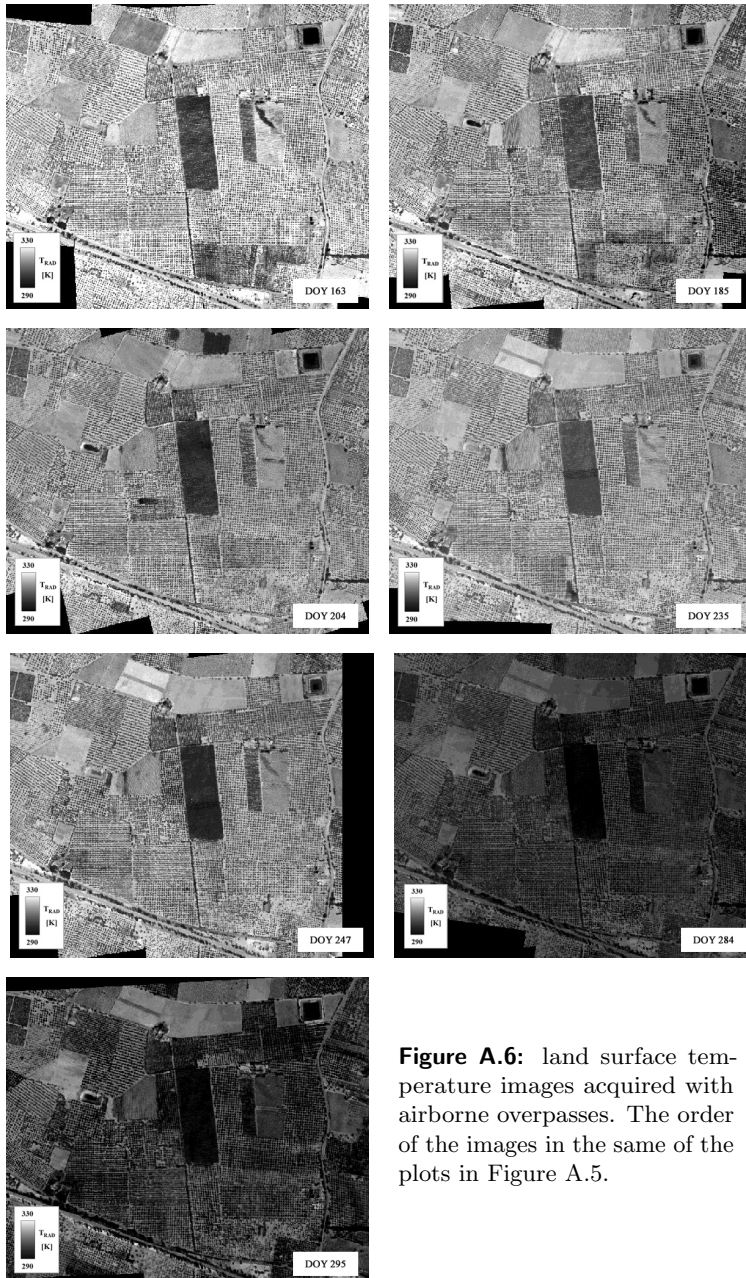 330
T_RAD
[K]
290
DOY 163
330
T_RAD
[K]
290
DOY 185
330
T_RAD
[K]
290
DOY 204
330
T_RAD
[K]
290
DOY 235
330
T_RAD
[K]
290
DOY 247
330
T_RAD
[K]
290
DOY 284
330
T_RAD
[K]
290
DOY 295
Figure A.6: land surface tem-
perature images acquired with
airborne overpasses. The order
of the images in the same of the
plots in Figure A.5.